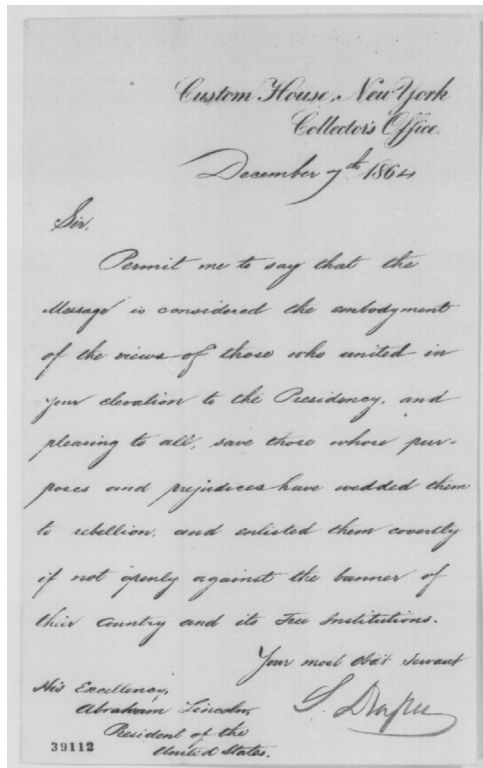 Custom House, New York
Collector's Office.
December 7th 1864
Sir,
Permit me to say that the
Message is considered the embodyment
of the views of those who united in
your elevation to the Presidency, and
pleasing to all, save those whose pur-
poses and prejudices have wedded them
to rebellion, and enlisted them covertly
if not openly against the banner of
their country and its Free Institutions.
Your most obdt servant
S. Draper
His Excellency,
Abraham Lincoln
President of the
United States.
39112